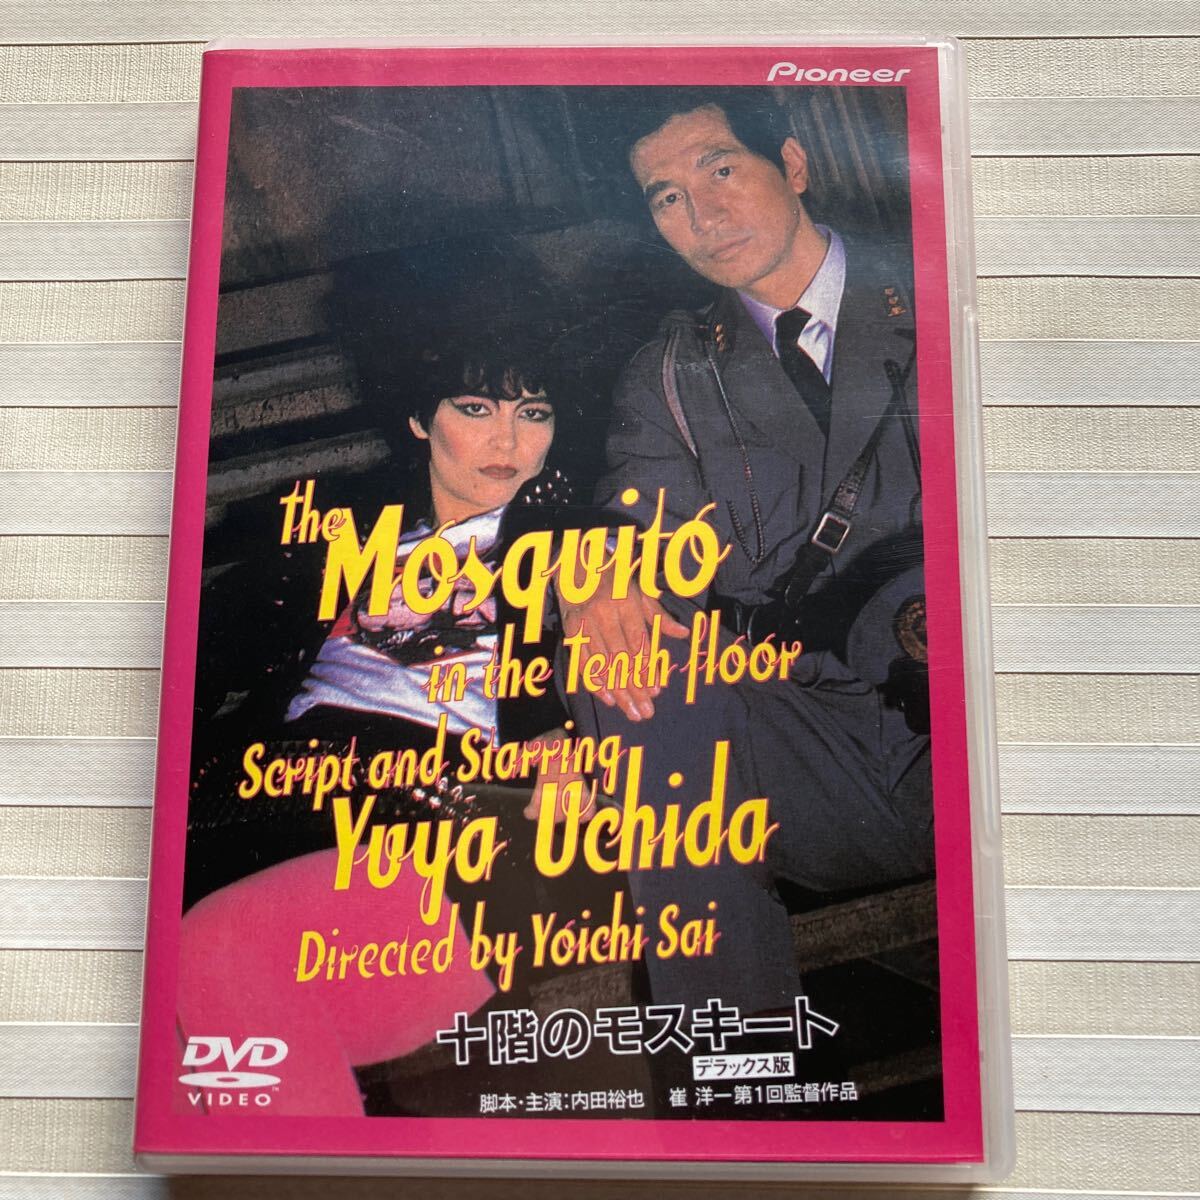 Pioneer
the
Mosquito
in the Tenth floor
Script and Starring
Yuya Uchida
Directed by Yoichi Sai
十階のモスキート
デラックス版
脚本・主演:内田裕也　崔 洋一第1回監督作品
DVD
VIDEO
TM